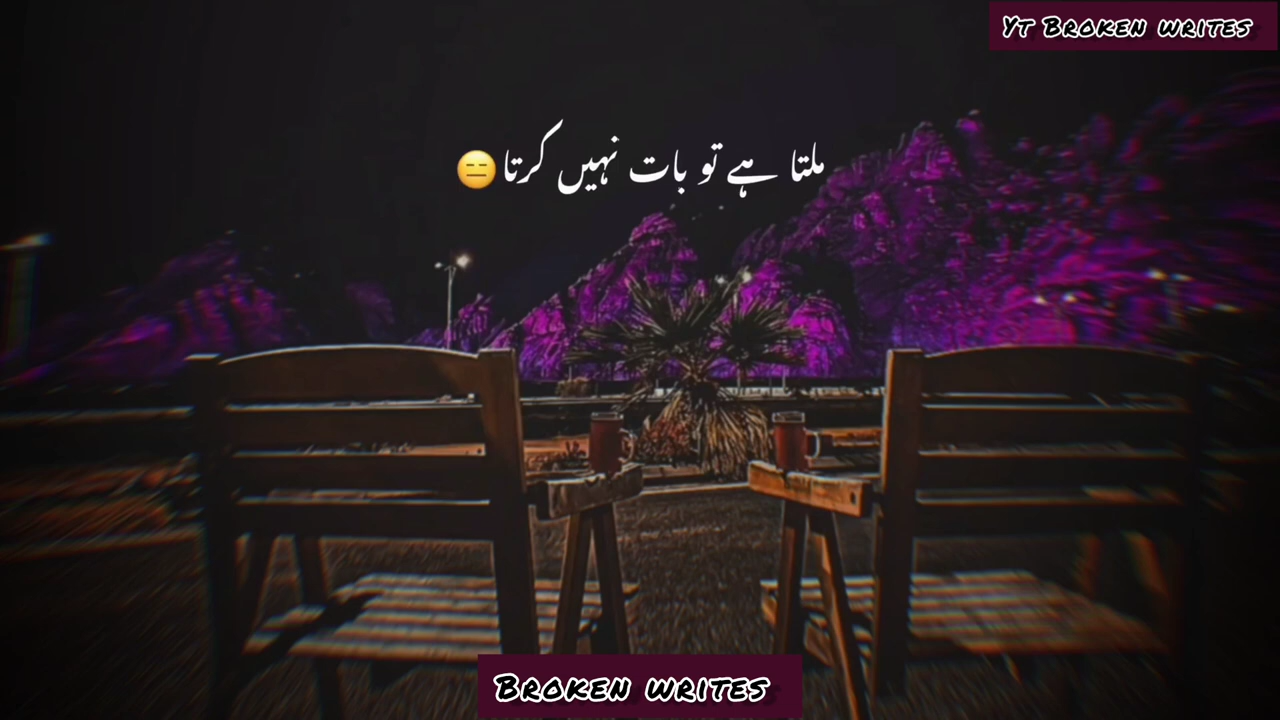 Yt Broken writes
ملتا ہے تو بات نہیں کرتا😑
Broken writes